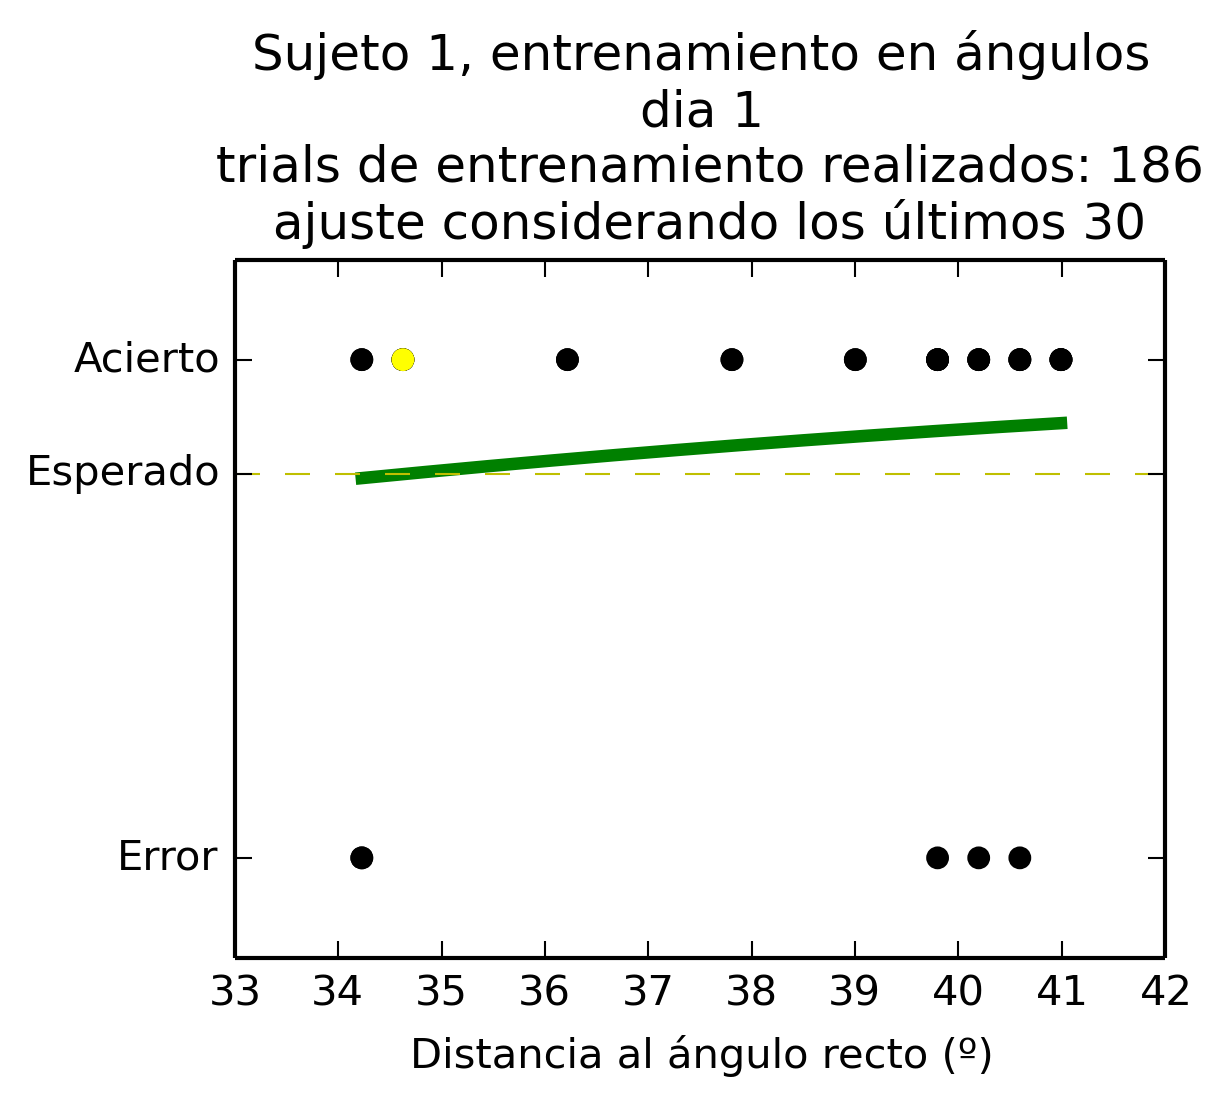 Sujeto 1, entrenamiento en ángulos
dia 1
trials de entrenamiento realizados: 186
ajuste considerando los últimos 30
Acierto
Esperado
Error
33 34 35 36 37 38 39 40 41 42
Distancia al ángulo recto (º)